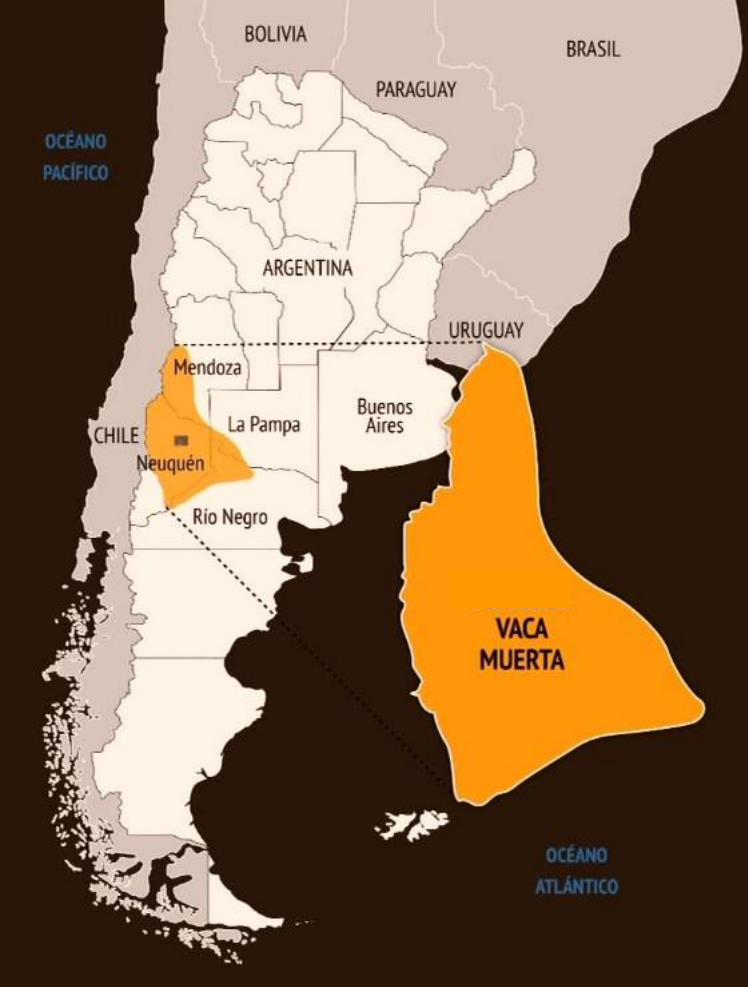 BOLIVIA
BRASIL
PARAGUAY
OCÉANO
PACÍFICO
ARGENTINA
URUGUAY
Mendoza
Buenos
Aires
La Pampa
CHILE
Neuquén
Río Negro
VACA
MUERTA
OCÉANO
ATLÁNTICO